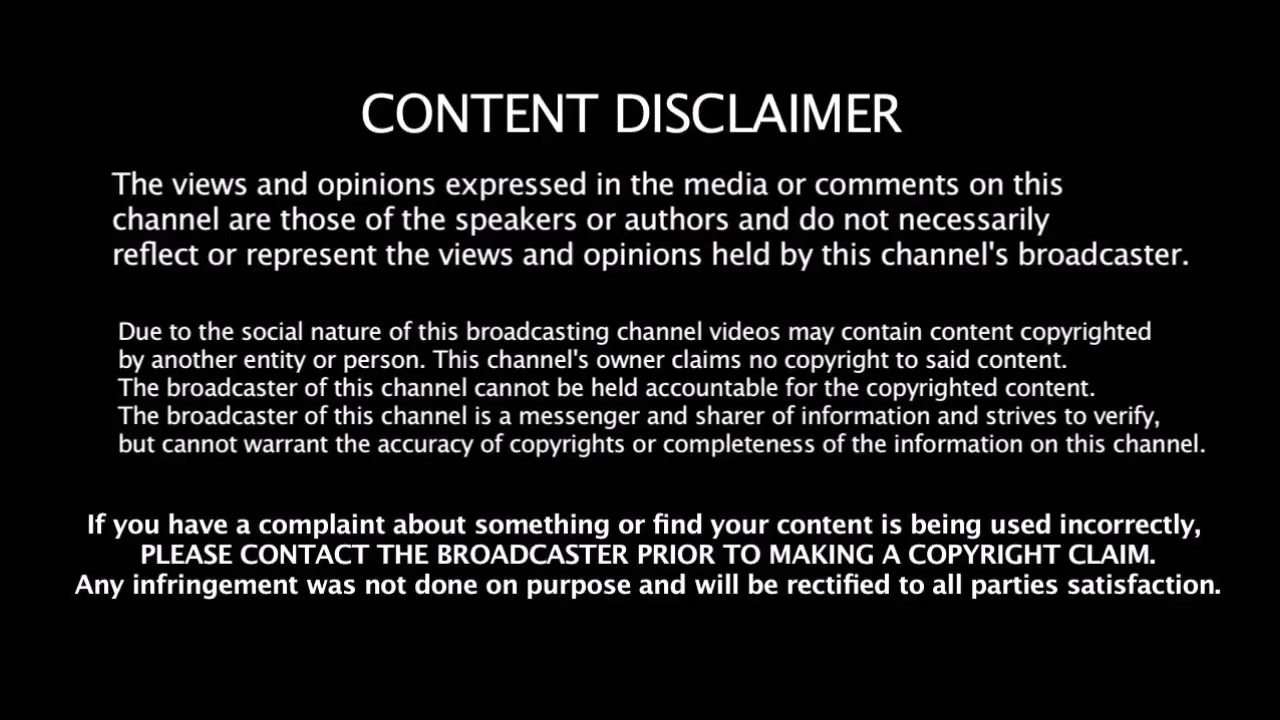 CONTENT DISCLAIMER
The views and opinions expressed in the media or comments on this
channel are those of the speakers or authors and do not necessarily
reflect or represent the views and opinions held by this channel's broadcaster.
Due to the social nature of this broadcasting channel videos may contain content copyrighted
by another entity or person. This channel's owner claims no copyright to said content.
The broadcaster of this channel cannot be held accountable for the copyrighted content.
The broadcaster of this channel is a messenger and sharer of information and strives to verify,
but cannot warrant the accuracy of copyrights or completeness of the information on this channel.
If you have a complaint about something or find your content is being used incorrectly,
PLEASE CONTACT THE BROADCASTER PRIOR TO MAKING A COPYRIGHT CLAIM.
Any infringement was not done on purpose and will be rectified to all parties satisfaction.